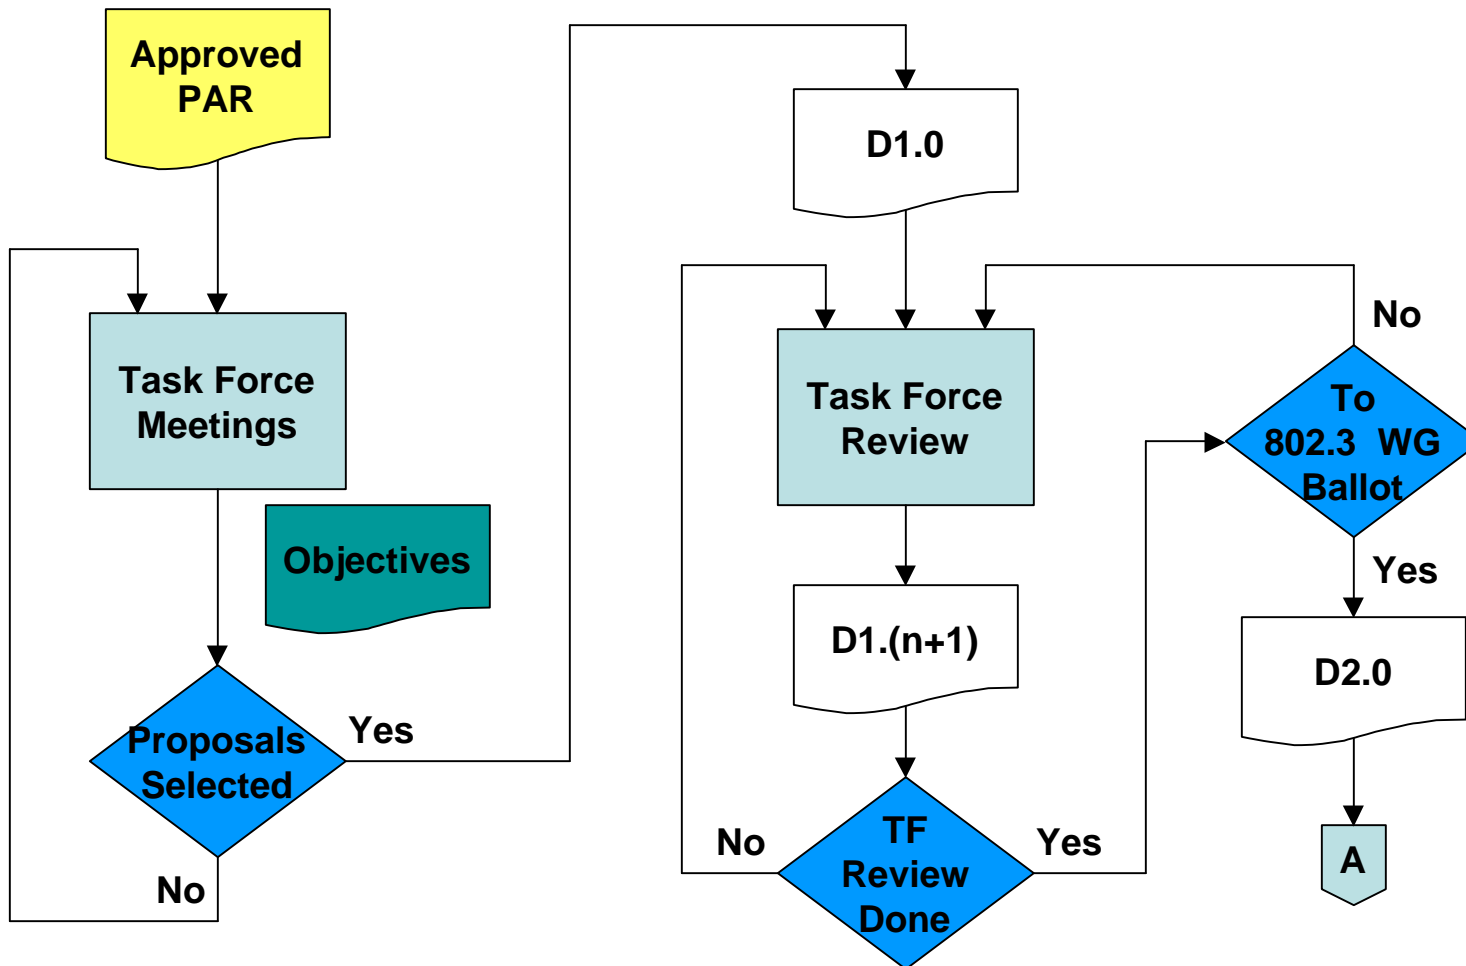 Approved
PAR
Task Force
Meetings
Objectives
Proposals
Selected
Yes
No
D1.0
Task Force
Review
D1.(n+1)
TF
Review
Done
No
Yes
To
802.3  WG
Ballot
No
Yes
D2.0
A